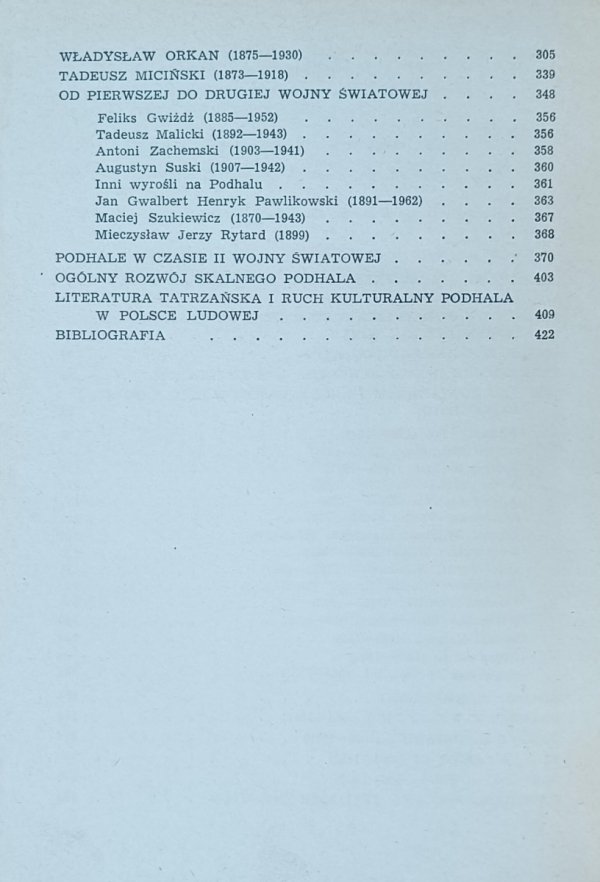 WŁADYSŁAW ORKAN (1875—1930) . . . . . . . . . 305
TADEUSZ MICIŃSKI (1873—1918) . . . . . . . . . . 339
OD PIERWSZEJ DO DRUGIEJ WOJNY ŚWIATOWEJ . . . . 348
Feliks Gwiżdż (1885—1952) . . . . . . . . . . 356
Tadeusz Malicki (1892—1943) . . . . . . . . . . 356
Antoni Zachemski (1903—1941) . . . . . . . . . 358
Augustyn Suski (1907—1942) . . . . . . . . . . 360
Inni wyrośli na Podhalu . . . . . . . . . . . 361
Jan Gwalbert Henryk Pawlikowski (1891—1962) . . . . 363
Maciej Szukiewicz (1870—1943) . . . . . . . . . 367
Mieczysław Jerzy Rytard (1899) . . . . . . . . . 368
PODHALE W CZASIE II WOJNY ŚWIATOWEJ . . . . . . 370
OGÓLNY ROZWÓJ SKALNEGO PODHALA . . . . . . . 403
LITERATURA TATRZAŃSKA I RUCH KULTURALNY PODHALA
W POLSCE LUDOWEJ . . . . . . . . . . . 409
BIBLIOGRAFIA . . . . . . . . . . . . . . 422